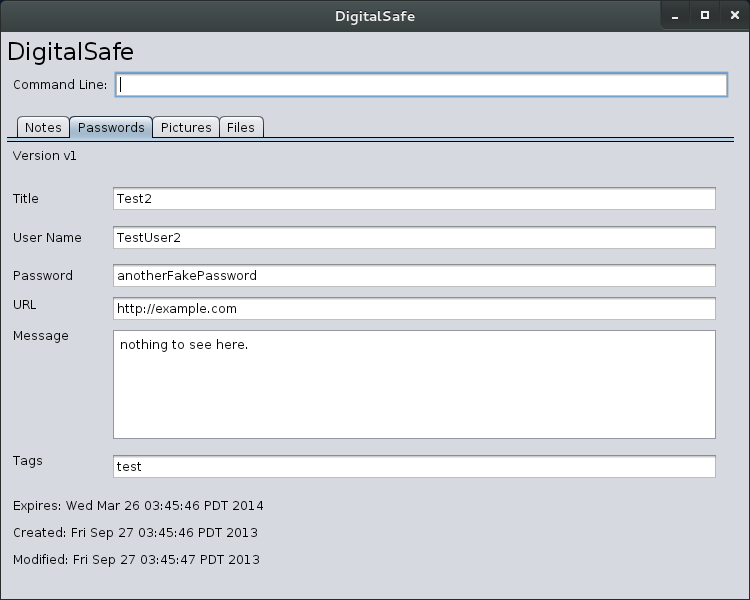 DigitalSafe
DigitalSafe
Command Line:
Notes Passwords Pictures Files
Version v1
Title Test2
User Name TestUser2
Password anotherFakePassword
URL http://example.com
Message nothing to see here.
Tags test
Expires: Wed Mar 26 03:45:46 PDT 2014
Created: Fri Sep 27 03:45:46 PDT 2013
Modified: Fri Sep 27 03:45:47 PDT 2013